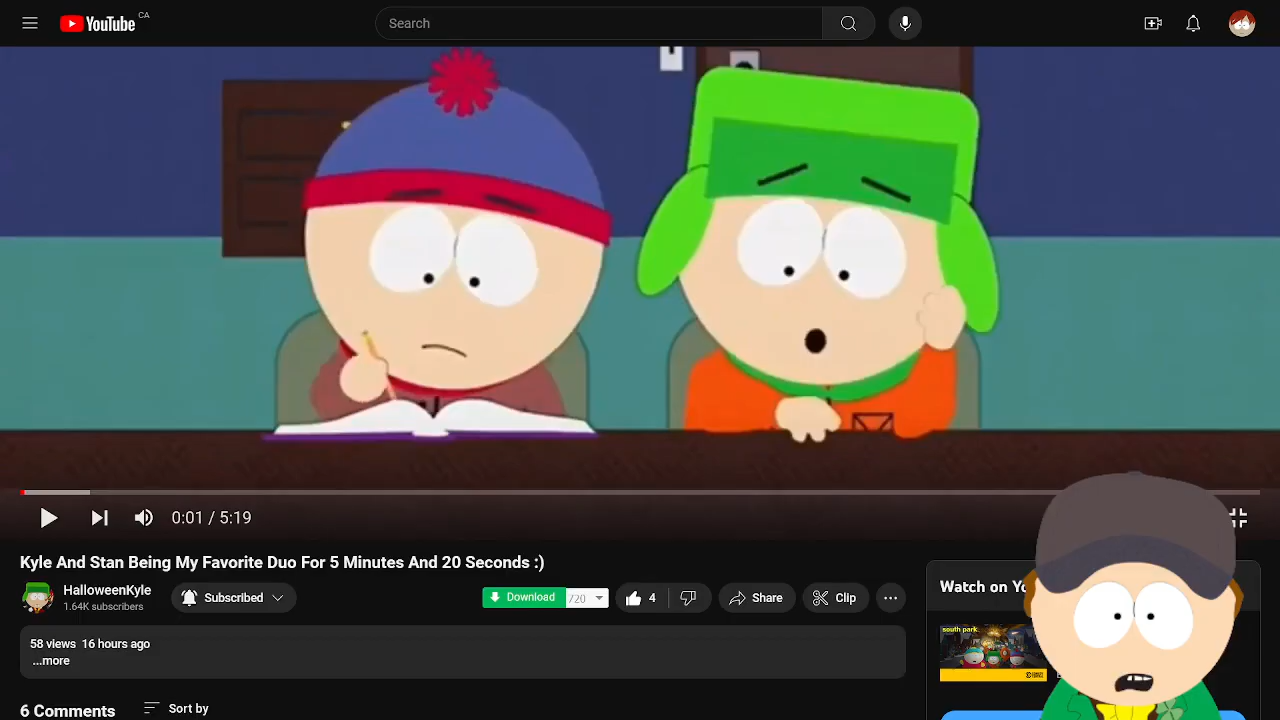 YouTube CA
Search
0:01 / 5:19
Kyle And Stan Being My Favorite Duo For 5 Minutes And 20 Seconds :)
HalloweenKyle
1.64K subscribers
Subscribed
Download
720
4
Share
Clip
58 views 16 hours ago
...more
6 Comments
Sort by
Watch on Yo
south park